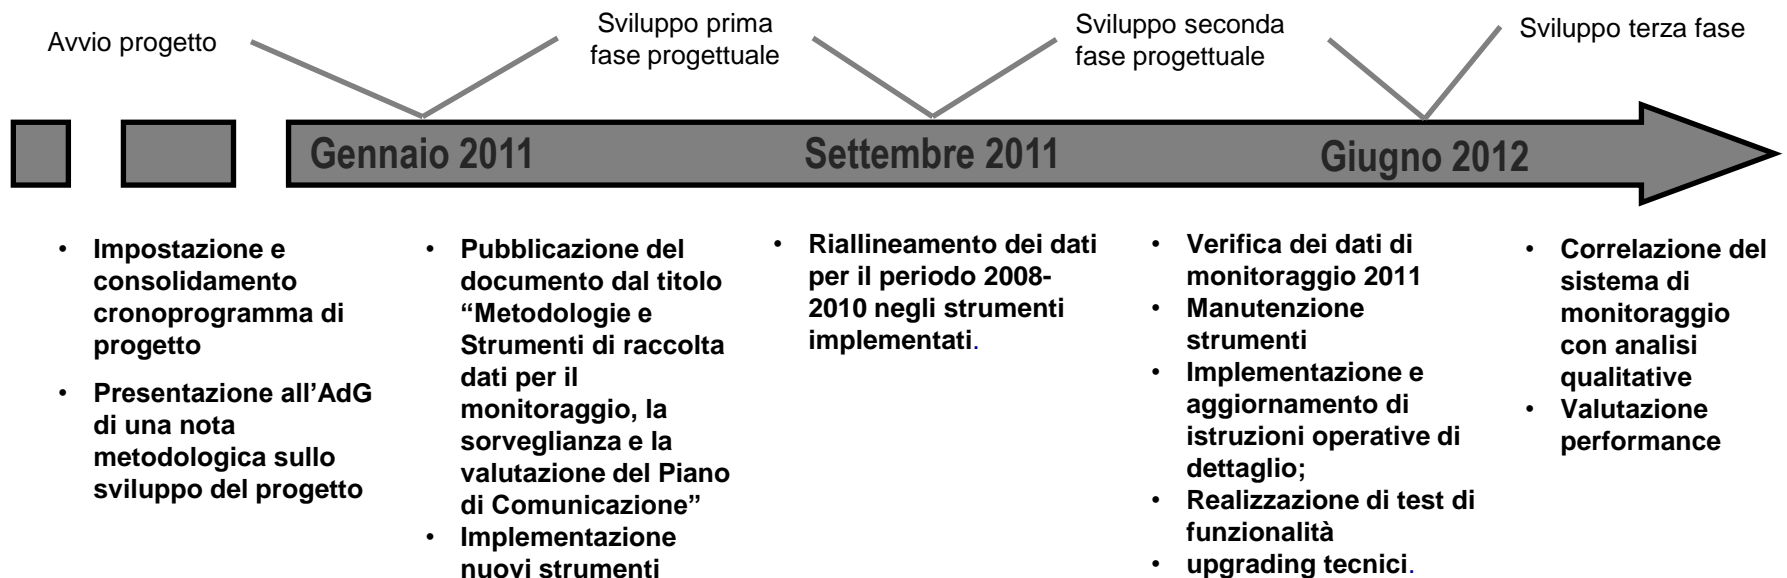 Avvio progetto
Sviluppo prima
fase progettuale
Sviluppo seconda
fase progettuale
Sviluppo terza fase
Gennaio 2011
Settembre 2011
Giugno 2012
• Impostazione e
consolidamento
cronoprogramma di
progetto
• Presentazione all’AdG
di una nota
metodologica sullo
sviluppo del progetto
• Pubblicazione del
documento dal titolo
“Metodologie e
Strumenti di raccolta
dati per il
monitoraggio, la
sorveglianza e la
valutazione del Piano
di Comunicazione”
• Implementazione
nuovi strumenti
• Riallineamento dei dati
per il periodo 2008-
2010 negli strumenti
implementati.
• Verifica dei dati di
monitoraggio 2011
• Manutenzione
strumenti
• Implementazione e
aggiornamento di
istruzioni operative di
dettaglio;
• Realizzazione di test di
funzionalità
• upgrading tecnici.
• Correlazione del
sistema di
monitoraggio
con analisi
qualitative
• Valutazione
performance